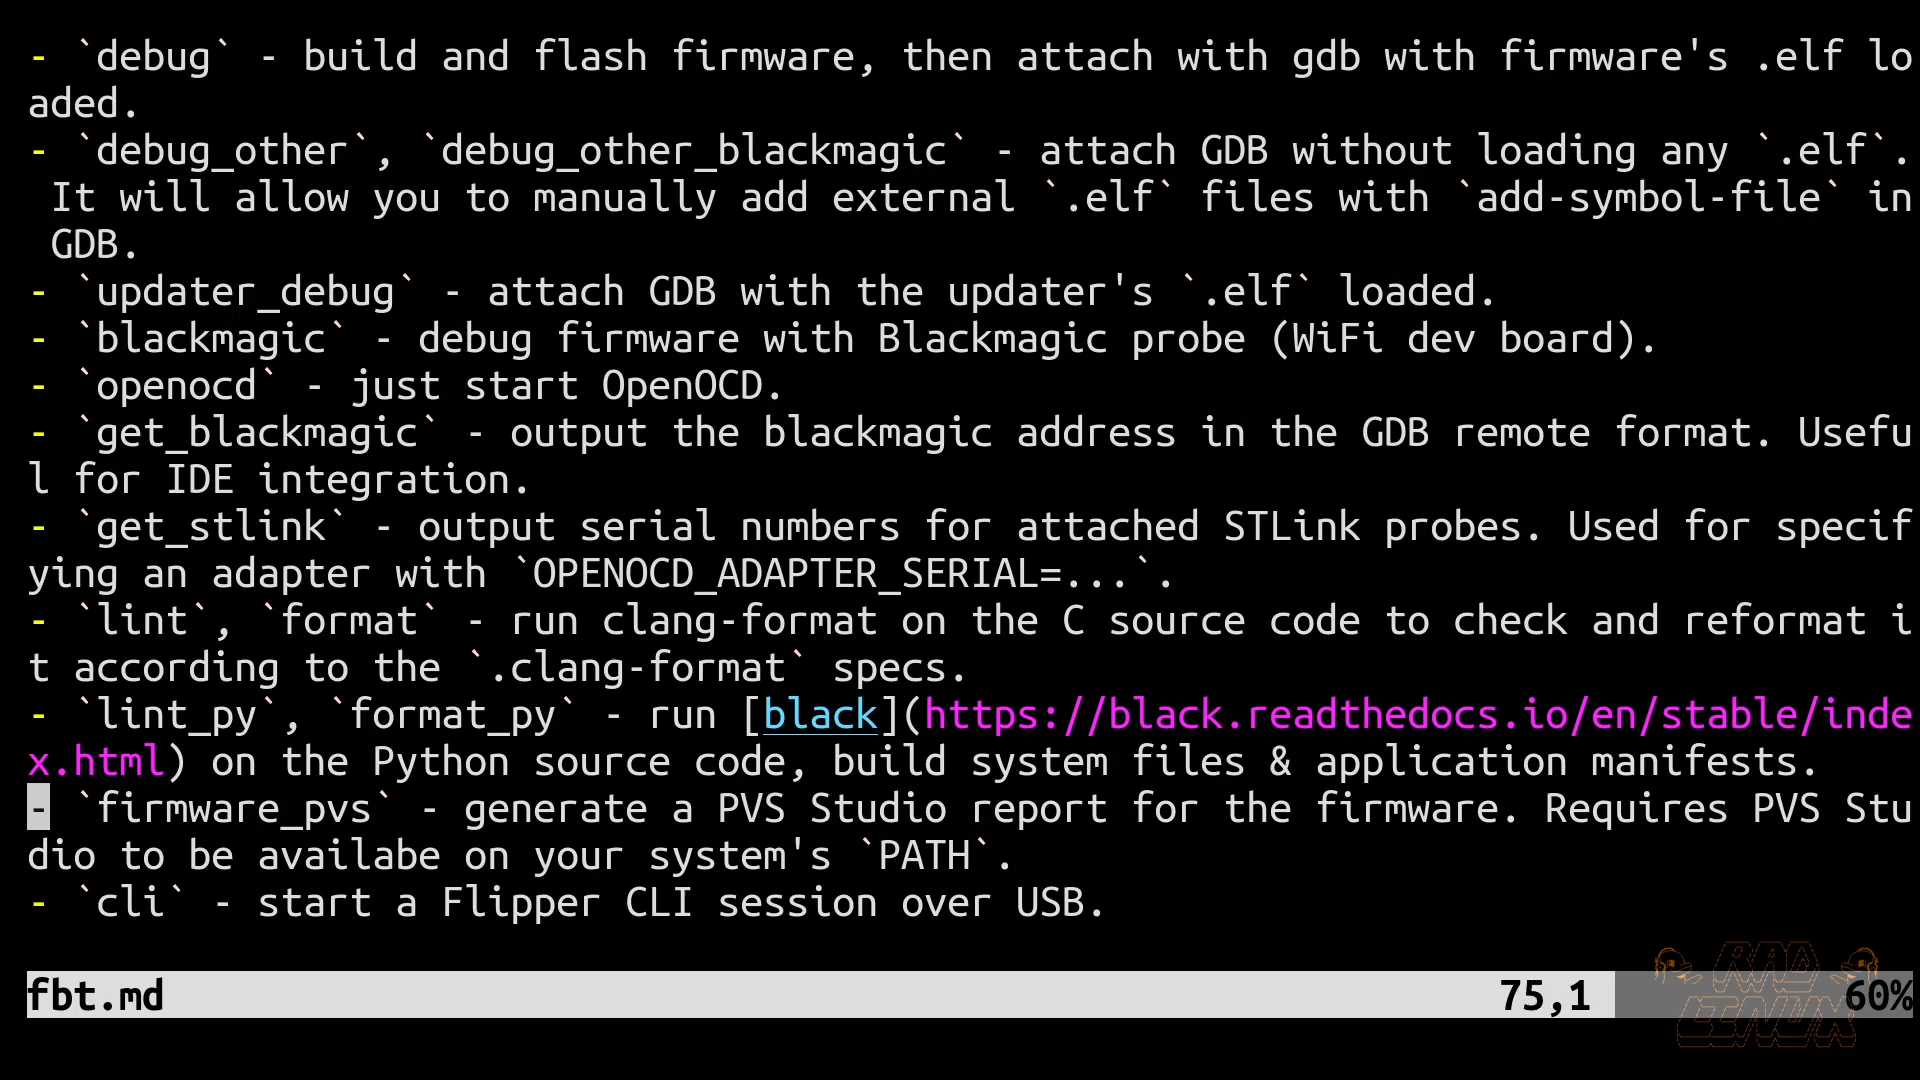 - `debug` - build and flash firmware, then attach with gdb with firmware's .elf lo
aded.
- `debug_other`, `debug_other_blackmagic` - attach GDB without loading any `.elf`.
It will allow you to manually add external `.elf` files with `add-symbol-file` in
GDB.
- `updater_debug` - attach GDB with the updater's `.elf` loaded.
- `blackmagic` - debug firmware with Blackmagic probe (WiFi dev board).
- `openocd` - just start OpenOCD.
- `get_blackmagic` - output the blackmagic address in the GDB remote format. Usefu
l for IDE integration.
- `get_stlink` - output serial numbers for attached STLink probes. Used for specif
ying an adapter with `OPENOCD_ADAPTER_SERIAL=...`.
- `lint`, `format` - run clang-format on the C source code to check and reformat i
t according to the `.clang-format` specs.
- `lint_py`, `format_py` - run [black](https://black.readthedocs.io/en/stable/inde
x.html) on the Python source code, build system files & application manifests.
- `firmware_pvs` - generate a PVS Studio report for the firmware. Requires PVS Stu
dio to be availabe on your system's `PATH`.
- `cli` - start a Flipper CLI session over USB.
fbt.md 75,1 60%
RAD
LINUX